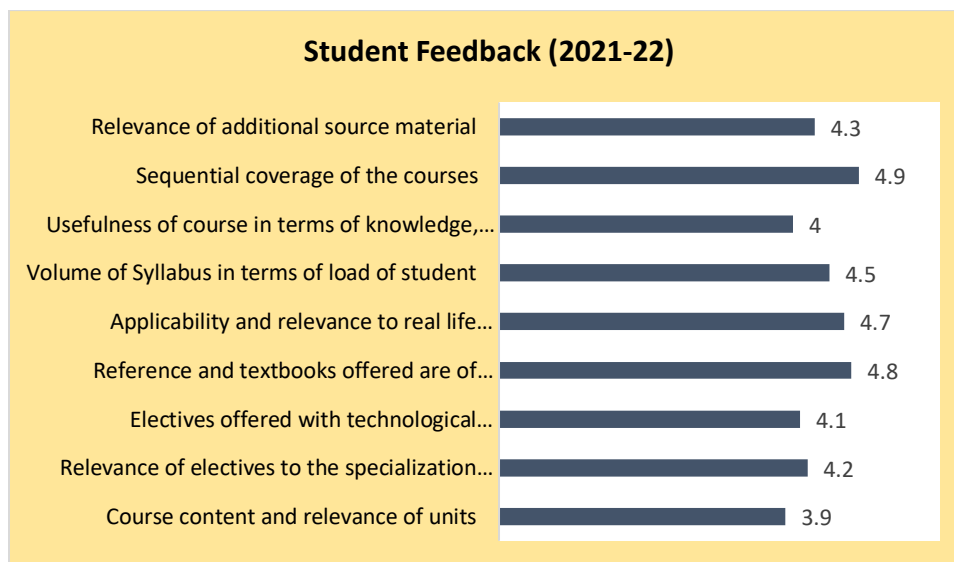 Student Feedback (2021-22)
Relevance of additional source material 4.3
Sequential coverage of the courses 4.9
Usefulness of course in terms of knowledge,... 4
Volume of Syllabus in terms of load of student 4.5
Applicability and relevance to real life... 4.7
Reference and textbooks offered are of... 4.8
Electives offered with technological... 4.1
Relevance of electives to the specialization... 4.2
Course content and relevance of units 3.9